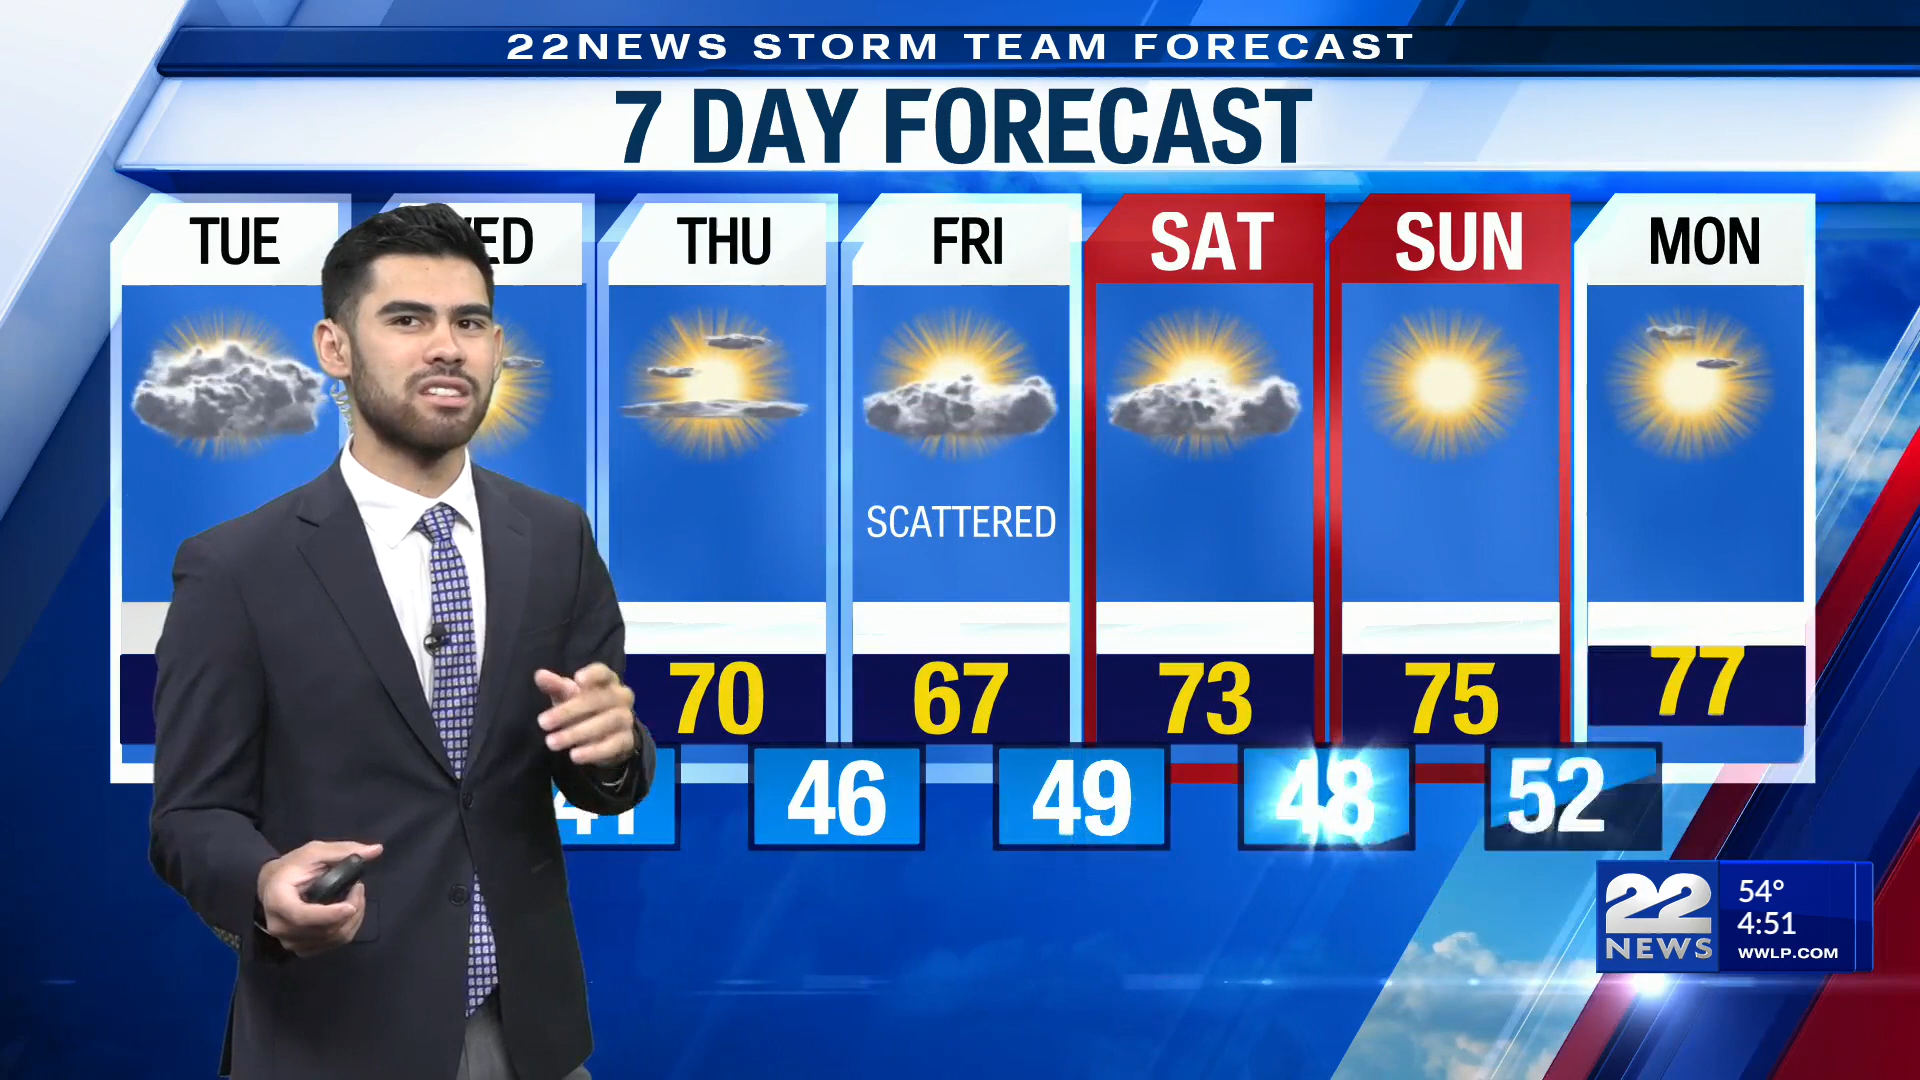 22NEWS STORM TEAM FORECAST
7 DAY FORECAST
TUE
THU
FRI
SAT
SUN
MON
SCATTERED
70
67
73
75
77
46
49
48
52
22
NEWS
54°
4:51
WWLP.COM